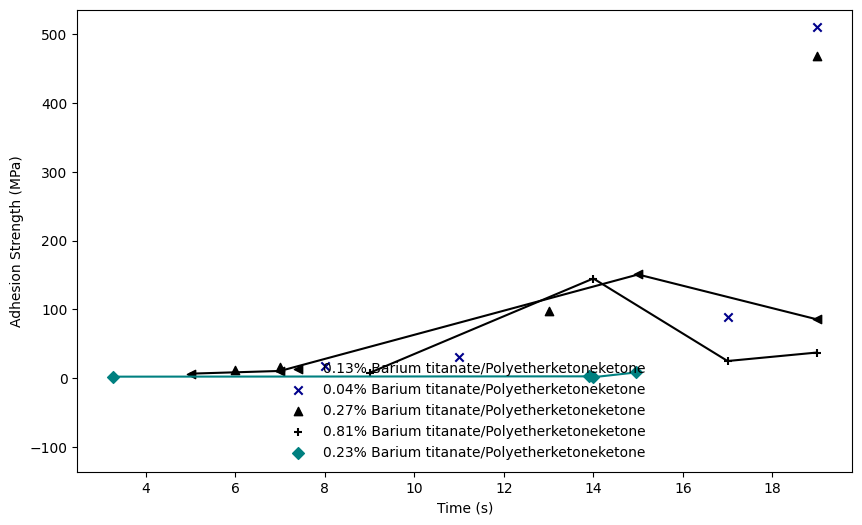 500
400
300
200
100
0
−100
Adhesion Strength (MPa)
0.13% Barium titanate/Polyetherketoneketone
0.04% Barium titanate/Polyetherketoneketone
0.27% Barium titanate/Polyetherketoneketone
0.81% Barium titanate/Polyetherketoneketone
0.23% Barium titanate/Polyetherketoneketone
4 6 8 10 12 14 16 18
Time (s)